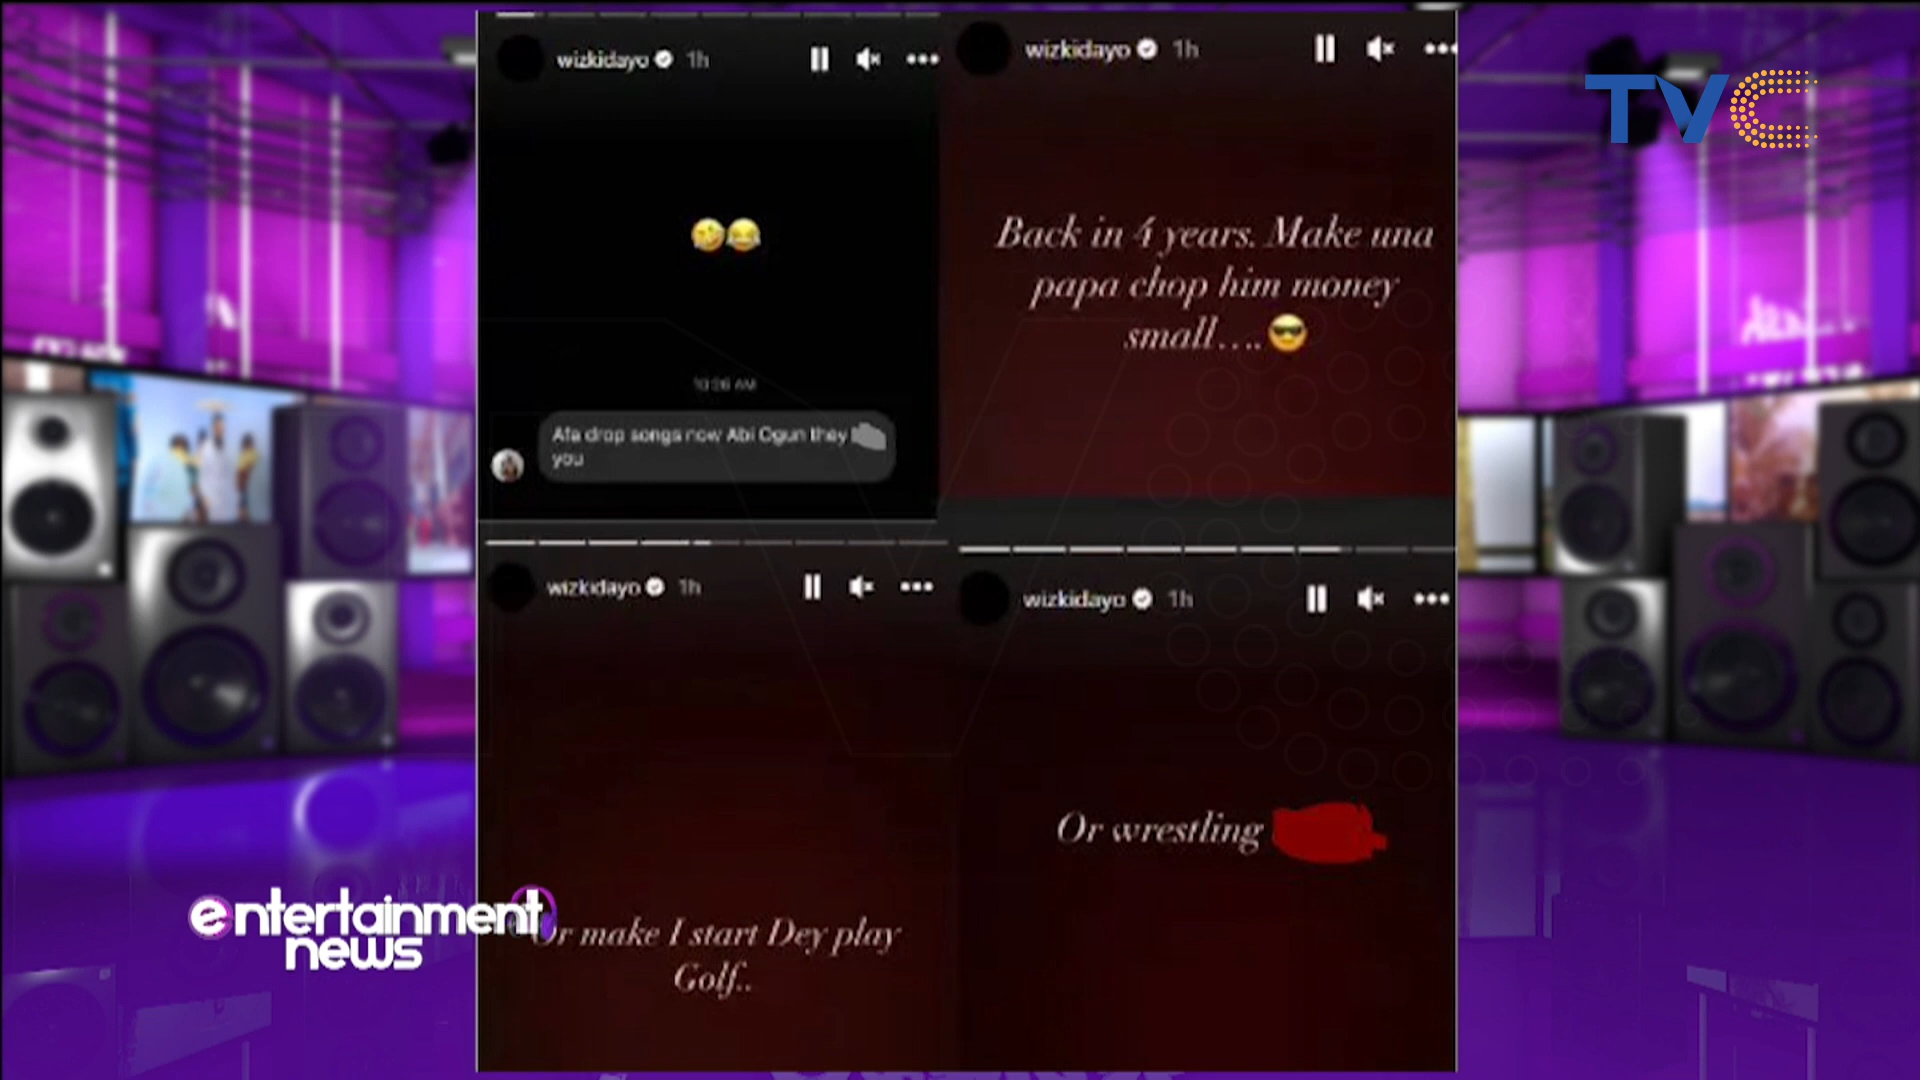 wizkidayo 1h
🤣😂
10:36 AM
Afa drop songs now Abi Ogun they
you
wizkidayo 1h
Back in 4 years. Make una
papa chop him money
small....😎
wizkidayo 1h
Or make I start Dey play
Golf..
wizkidayo 1h
Or wrestling
TVC
entertainment
news